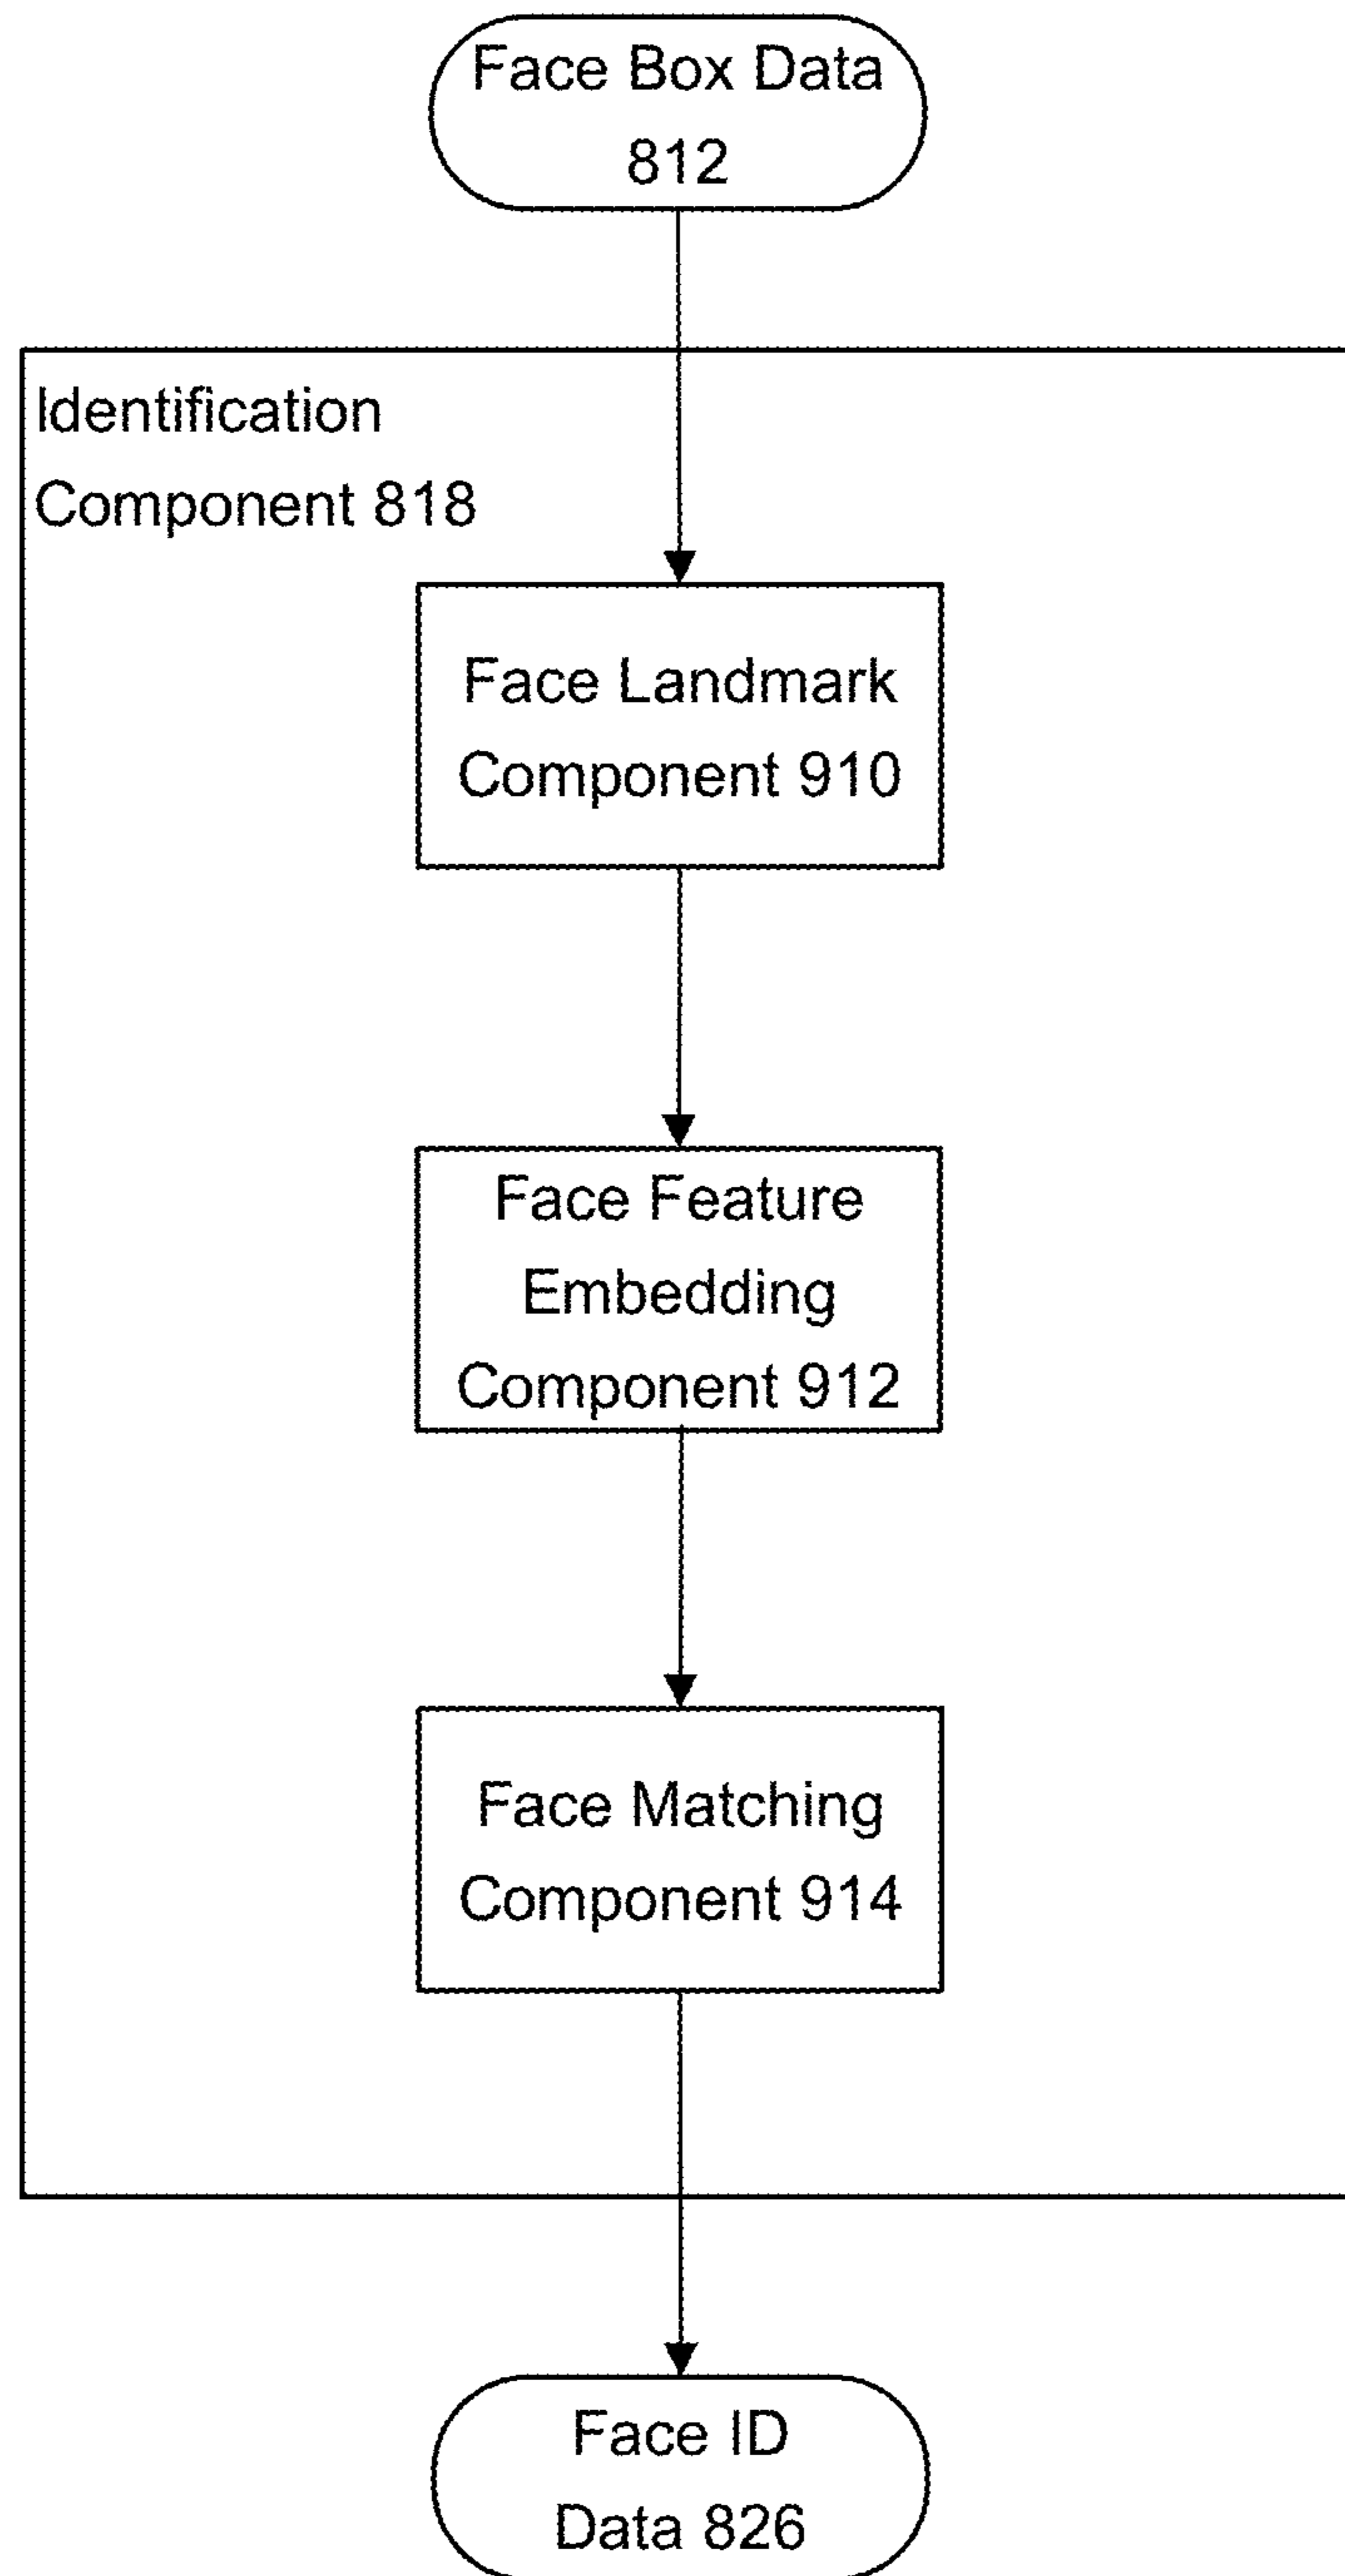 Face Box Data
812
Identification
Component 818
Face Landmark
Component 910
Face Feature
Embedding
Component 912
Face Matching
Component 914
Face ID
Data 826